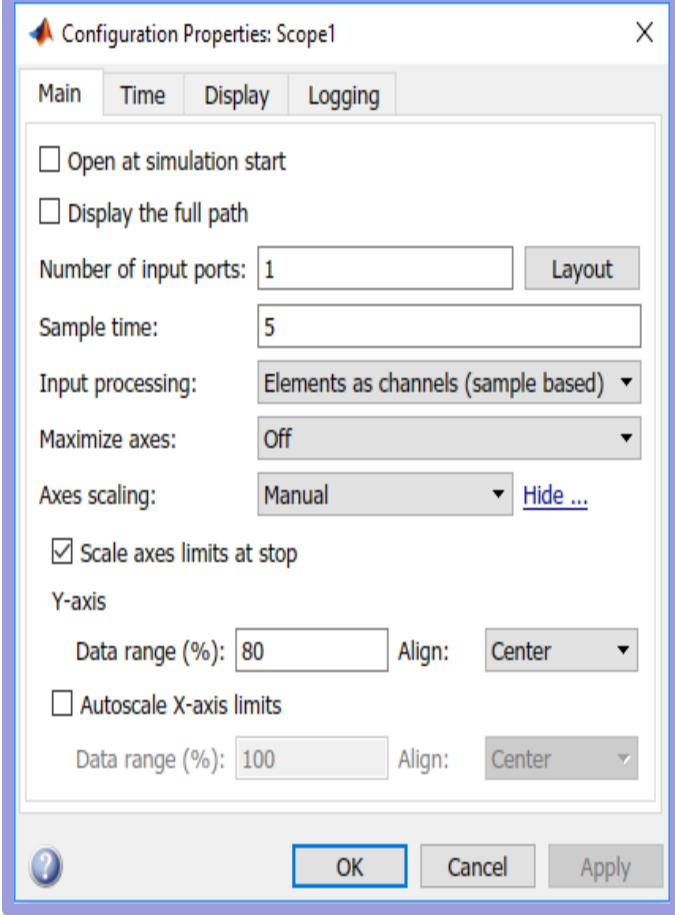 Configuration Properties: Scope1
Main Time Display Logging
Open at simulation start
Display the full path
Number of input ports: 1 Layout
Sample time: 5
Input processing: Elements as channels (sample based)
Maximize axes: Off
Axes scaling: Manual Hide ...
Scale axes limits at stop
Y-axis
Data range (%): 80 Align: Center
Autoscale X-axis limits
Data range (%): 100 Align: Center
? OK Cancel Apply